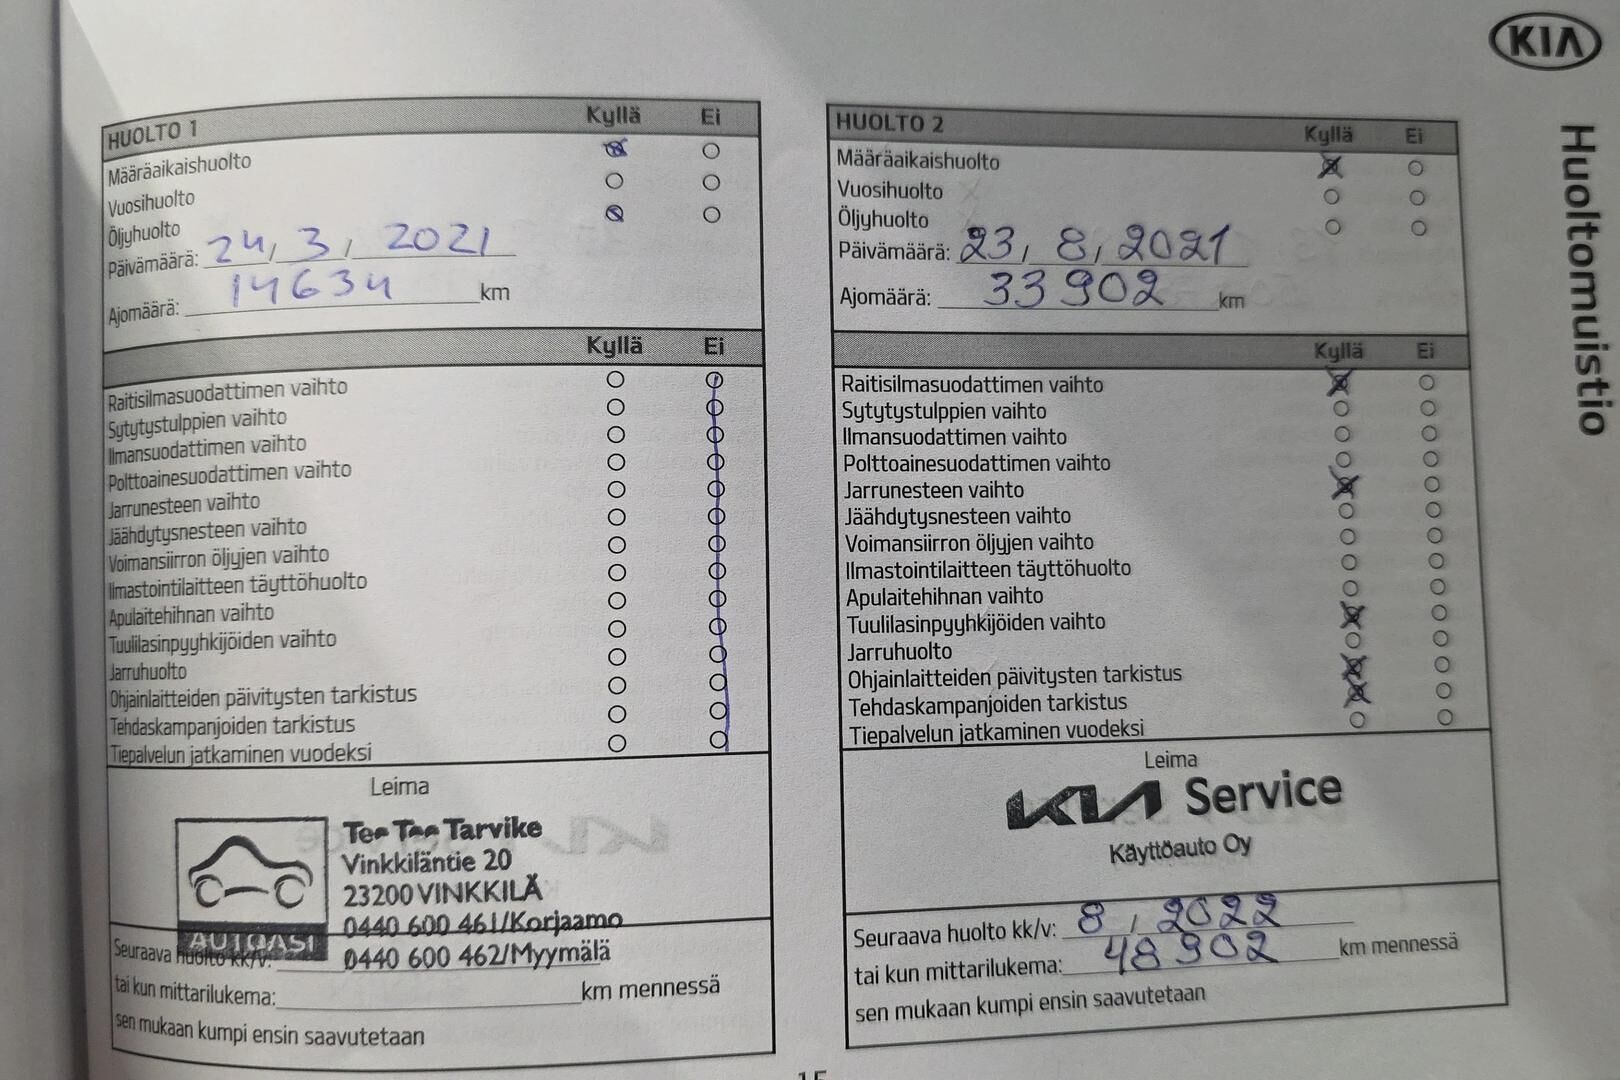 KIA
Huoltomuistio
HUOLTO 1 Kyllä Ei
Määräaikaishuolto
Vuosihuolto
Öljyhuolto
Päivämäärä: 24, 3, 2021
Ajomäärä: 14634 km
Kyllä Ei
Raitisilmasuodattimen vaihto
Sytytystulppien vaihto
Ilmansuodattimen vaihto
Polttoainesuodattimen vaihto
Jarrunesteen vaihto
Jäähdytysnesteen vaihto
Voimansiirron öljyjen vaihto
Ilmastointilaitteen täyttöhuolto
Apulaitehihnan vaihto
Tuulilasinpyyhkijöiden vaihto
Jarruhuolto
Ohjainlaitteiden päivitysten tarkistus
Tehdaskampanjoiden tarkistus
Tiepalvelun jatkaminen vuodeksi
Leima
Tee Tee Tarvike
Vinkkiläntie 20
23200 VINKKILÄ
0440 600 461/Korjaamo
AUTOASI
0440 600 462/Myymälä
Seuraava huolto kk/v:
tai kun mittarilukema: km mennessä
sen mukaan kumpi ensin saavutetaan
HUOLTO 2 Kyllä Ei
Määräaikaishuolto
Vuosihuolto
Öljyhuolto
Päivämäärä: 23, 8, 2021
Ajomäärä: 33902 km
Kyllä Ei
Raitisilmasuodattimen vaihto
Sytytystulppien vaihto
Ilmansuodattimen vaihto
Polttoainesuodattimen vaihto
Jarrunesteen vaihto
Jäähdytysnesteen vaihto
Voimansiirron öljyjen vaihto
Ilmastointilaitteen täyttöhuolto
Apulaitehihnan vaihto
Tuulilasinpyyhkijöiden vaihto
Jarruhuolto
Ohjainlaitteiden päivitysten tarkistus
Tehdaskampanjoiden tarkistus
Tiepalvelun jatkaminen vuodeksi
Leima
KIA Service
Käyttöauto Oy
Seuraava huolto kk/v: 8, 2022
tai kun mittarilukema: 48902 km mennessä
sen mukaan kumpi ensin saavutetaan